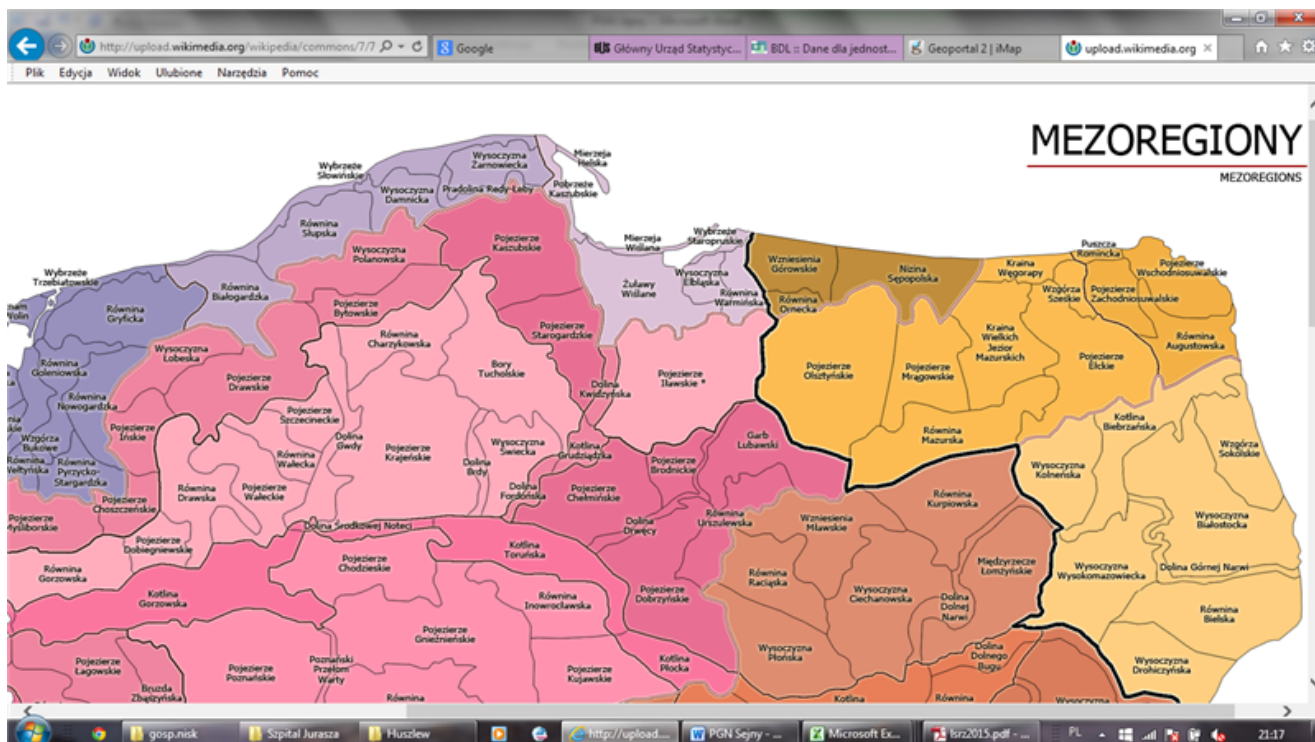 http://upload.wikimedia.org/wikipedia/commons/7/7
Google
Główny Urząd Statystyc...
BDL :: Dane dla jednost...
Geoportal 2 | iMap
upload.wikimedia.org
Plik Edycja Widok Ulubione Narzędzia Pomoc
MEZOREGIONY
MEZOREGIONS
Wybrzeże
Słowińskie
Wysoczyzna
Żarnowiecka
Mierzeja
Helska
Wysoczyzna
Damnicka
Pradolina Redy-Łeby
Pobrzeże
Kaszubskie
Równina
Słupska
Wysoczyzna
Polanowska
Pojezierze
Kaszubskie
Mierzeja
Wiślana
Wybrzeże
Staropruskie
Wzniesienia
Górowskie
Nizina
Sępopolska
Kraina
Węgorapy
Puszcza
Romincka
Pojezierze
Wschodniosuwalskie
Wybrzeże
Trzebiatowskie
Równina
Białogardzka
Żuławy
Wiślane
Wysoczyzna
Elbląska
Równina
Warmińska
Równina
Ornecka
Wzgórza
Szeskie
Pojezierze
Zachodniosuwalskie
Wolin
Równina
Gryficka
Pojezierze
Bytowskie
Równina
Charzykowska
Pojezierze
Starogardzkie
Kraina
Wielkich
Jezior
Mazurskich
Równina
Augustowska
Wysoczyzna
Łobeska
Równina
Goleniowska
Pojezierze
Drawskie
Bory
Tucholskie
Dolina
Kwidzyńska
Pojezierze
Iławskie *
Pojezierze
Olsztyńskie
Pojezierze
Mrągowskie
Pojezierze
Ełckie
Równina
Nowogardzka
Pojezierze
Ińskie
Pojezierze
Szczecineckie
Dolina
Gwdy
Pojezierze
Krajeńskie
Wysoczyzna
Świecka
Kotlina
Grudziądzka
Garb
Lubawski
Równina
Mazurska
Kotlina
Biebrzańska
Wzgórza
Sokolskie
Wzgórza
Bukowe
Równina
Wełtyńska
Równina
Pyrzycko-
Stargardzka
Równina
Wałecka
Dolina
Brdy
Pojezierze
Brodnickie
Wysoczyzna
Kolneńska
Pojezierze
Choszczeńskie
Równina
Drawska
Pojezierze
Wałeckie
Dolina
Fordońska
Pojezierze
Chełmińskie
Równina
Kurpiowska
Pojezierze
Myśliborskie
Dolina Środkowej Noteci
Dolina
Drwęcy
Równina
Urszulewska
Wzniesienia
Mławskie
Wysoczyzna
Białostocka
Pojezierze
Dobiegniewskie
Pojezierze
Chodzieskie
Kotlina
Toruńska
Równina
Gorzowska
Równina
Raciąska
Międzyrzecze
Łomżyńskie
Wysoczyzna
Wysokomazowiecka
Dolina Górnej Narwi
Kotlina
Gorzowska
Równina
Inowrocławska
Pojezierze
Dobrzyńskie
Wysoczyzna
Ciechanowska
Dolina
Dolnej
Narwi
Równina
Bielska
Pojezierze
Gnieźnieńskie
Pojezierze
Łagowskie
Pojezierze
Poznańskie
Poznański
Przełom
Warty
Pojezierze
Kujawskie
Kotlina
Płocka
Wysoczyzna
Płońska
Dolina
Dolnego
Bugu
Wysoczyzna
Drohiczyńska
Bruzda
Zbąszyńska
Równina
Kotlina
Równina
Wysoczyzna
gosp.nisk
Szpital Jurasza
Huszlew
http://upload....
PGN Sejny - ...
Microsoft Ex...
lsrz2015.pdf - ...
PL
21:17